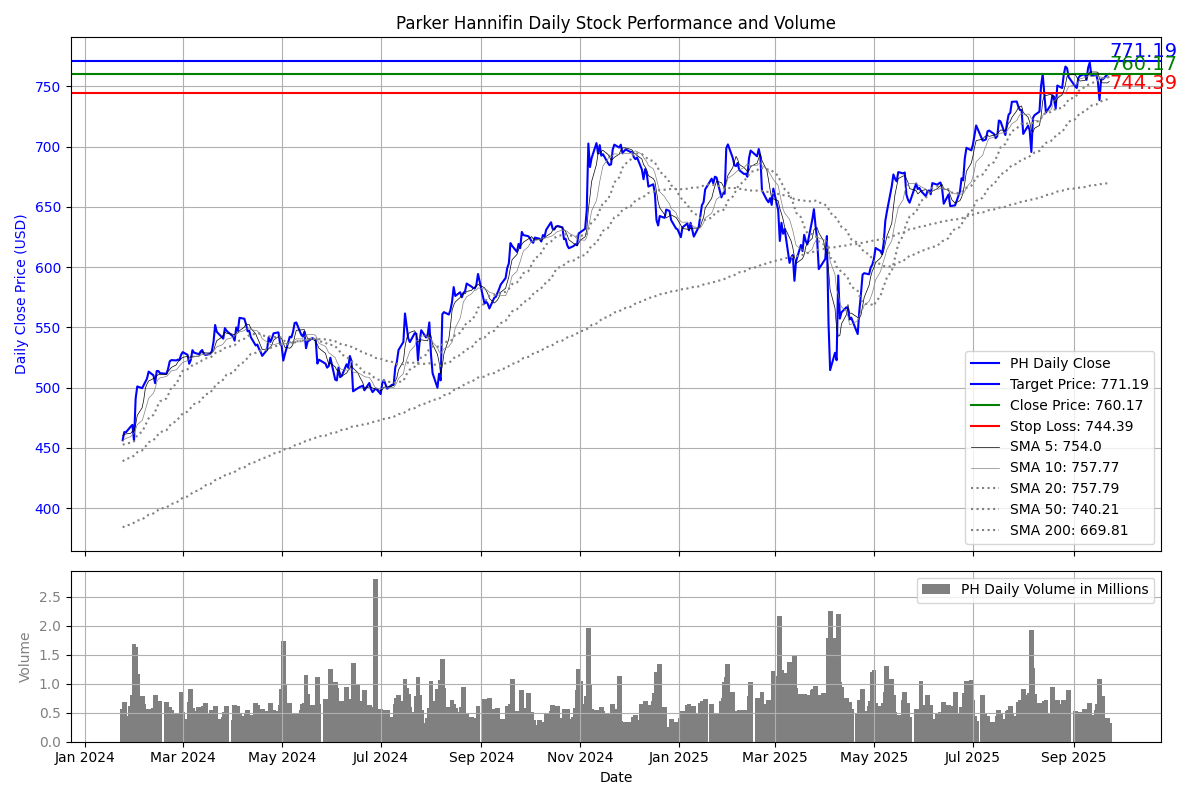 Parker Hannifin Daily Stock Performance and Volume
771.19
760.17
744.39
Daily Close Price (USD)
750
700
650
600
550
500
450
400
PH Daily Close
Target Price: 771.19
Close Price: 760.17
Stop Loss: 744.39
SMA 5: 754.0
SMA 10: 757.77
SMA 20: 757.79
SMA 50: 740.21
SMA 200: 669.81
PH Daily Volume in Millions
Volume
2.5
2.0
1.5
1.0
0.5
0.0
Jan 2024 Mar 2024 May 2024 Jul 2024 Sep 2024 Nov 2024 Jan 2025 Mar 2025 May 2025 Jul 2025 Sep 2025
Date